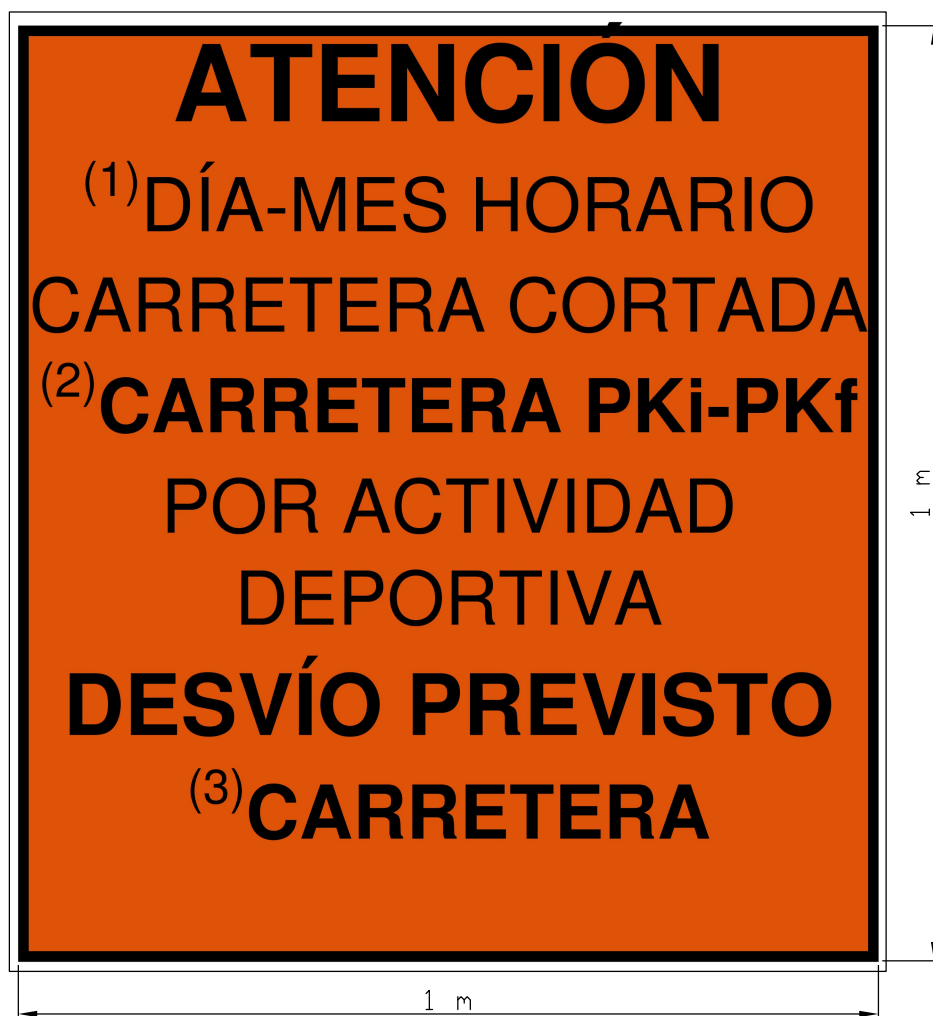 ATENCIÓN
(1)DÍA-MES HORARIO
CARRETERA CORTADA
(2)CARRETERA PKi-PKf
POR ACTIVIDAD
DEPORTIVA
DESVÍO PREVISTO
(3)CARRETERA
1 m
1 m